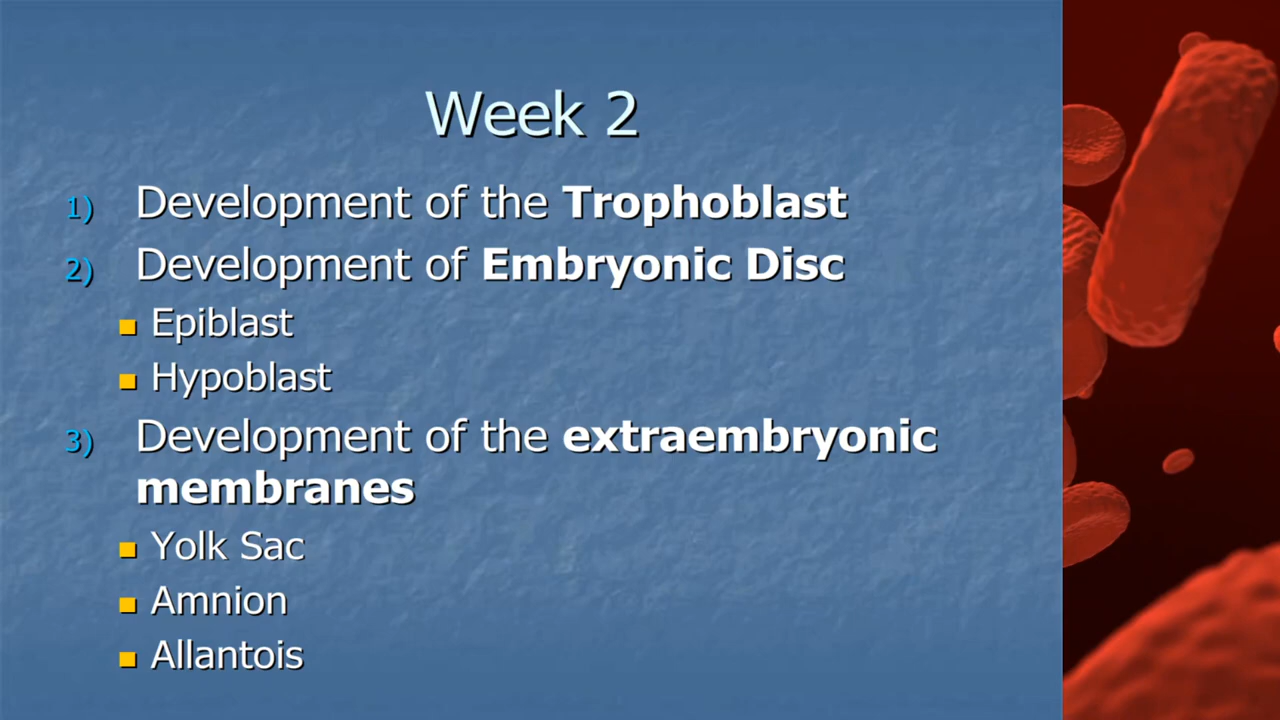 Week 2
1) Development of the Trophoblast
2) Development of Embryonic Disc
■ Epiblast
■ Hypoblast
3) Development of the extraembryonic
membranes
■ Yolk Sac
■ Amnion
■ Allantois